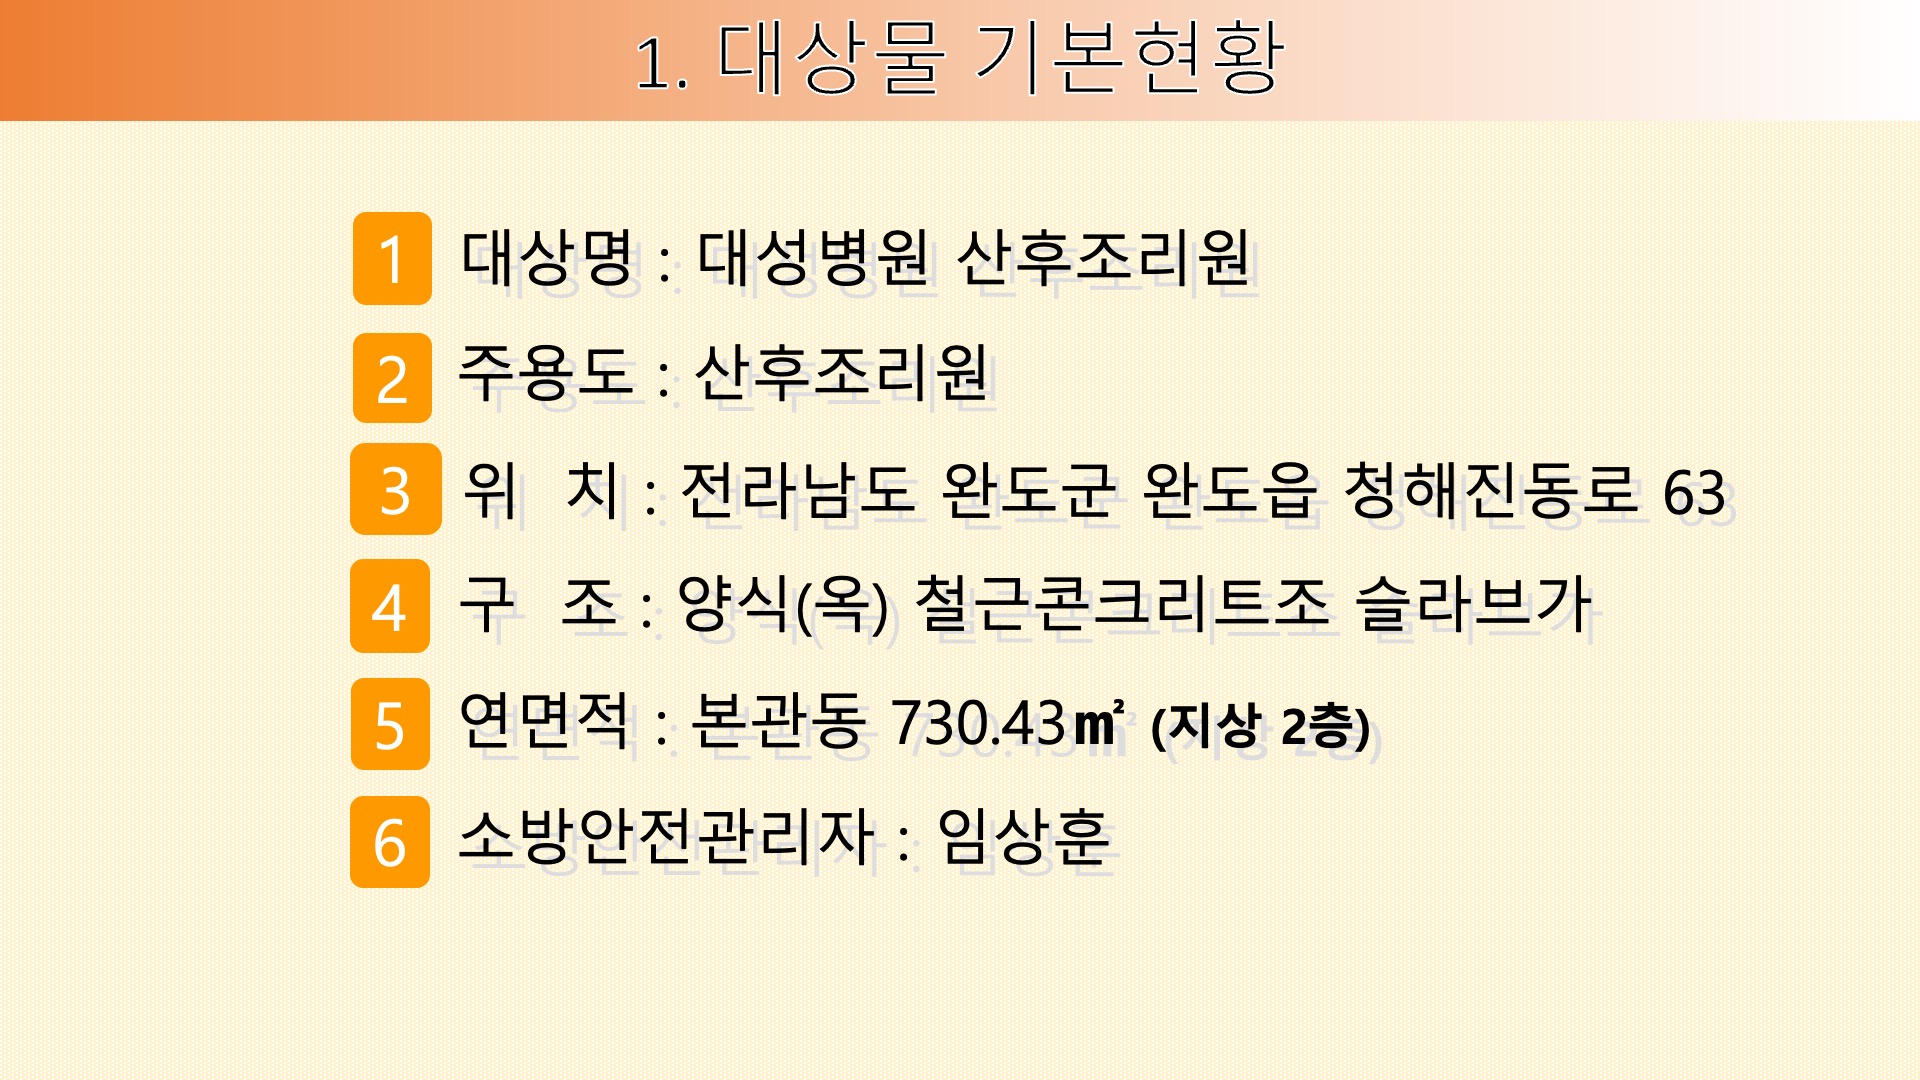 1. 대상물 기본현황
1 대상명 : 대성병원 산후조리원
2 주용도 : 산후조리원
3 위 치 : 전라남도 완도군 완도읍 청해진동로 63
4 구 조 : 양식(옥) 철근콘크리트조 슬라브가
5 연면적 : 본관동 730.43㎡ (지상 2층)
6 소방안전관리자 : 임상훈